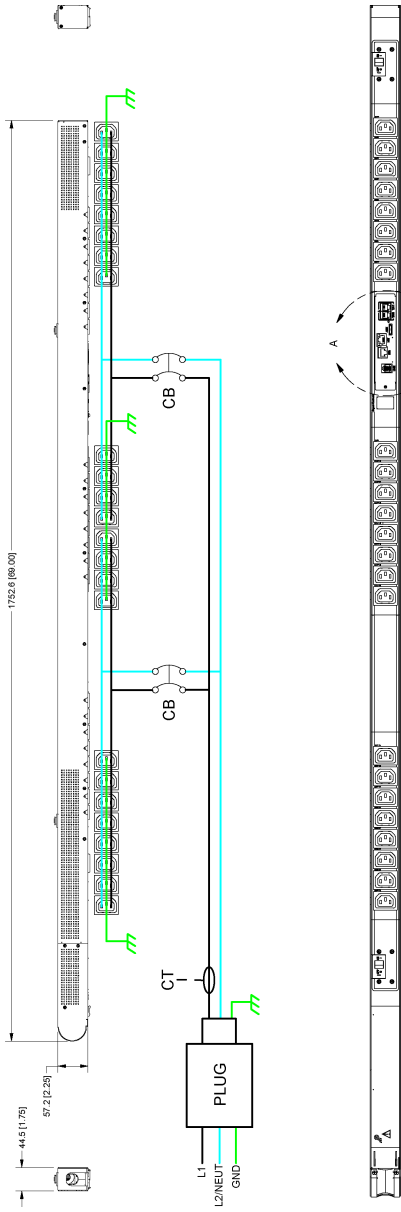 1752.6 [69.00]
57.2 [2.25]
44.5 [1.75]
CB
CB
CT
PLUG
L1
L2/NEUT
GND
A